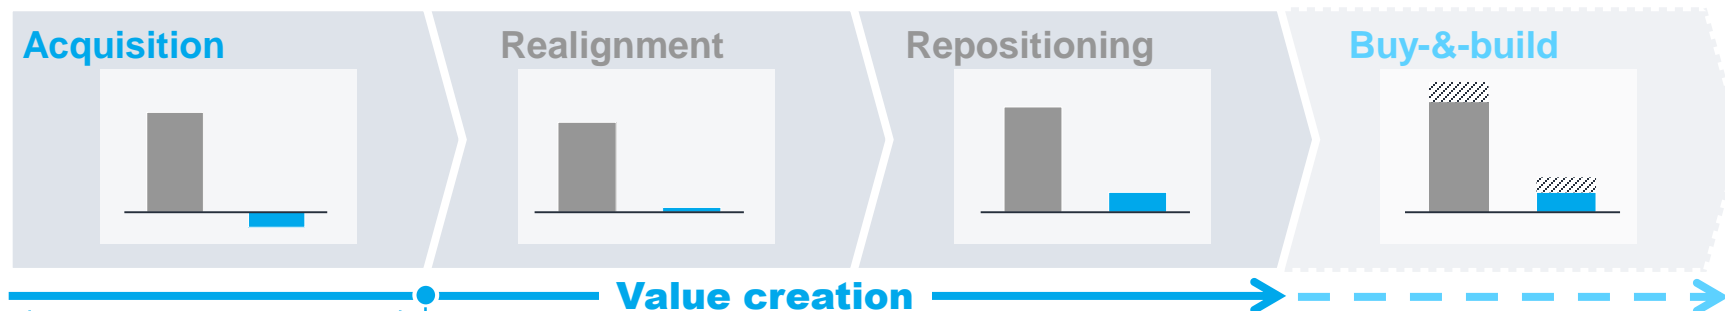 Acquisition
Realignment
Repositioning
Buy-&-build
Value creation